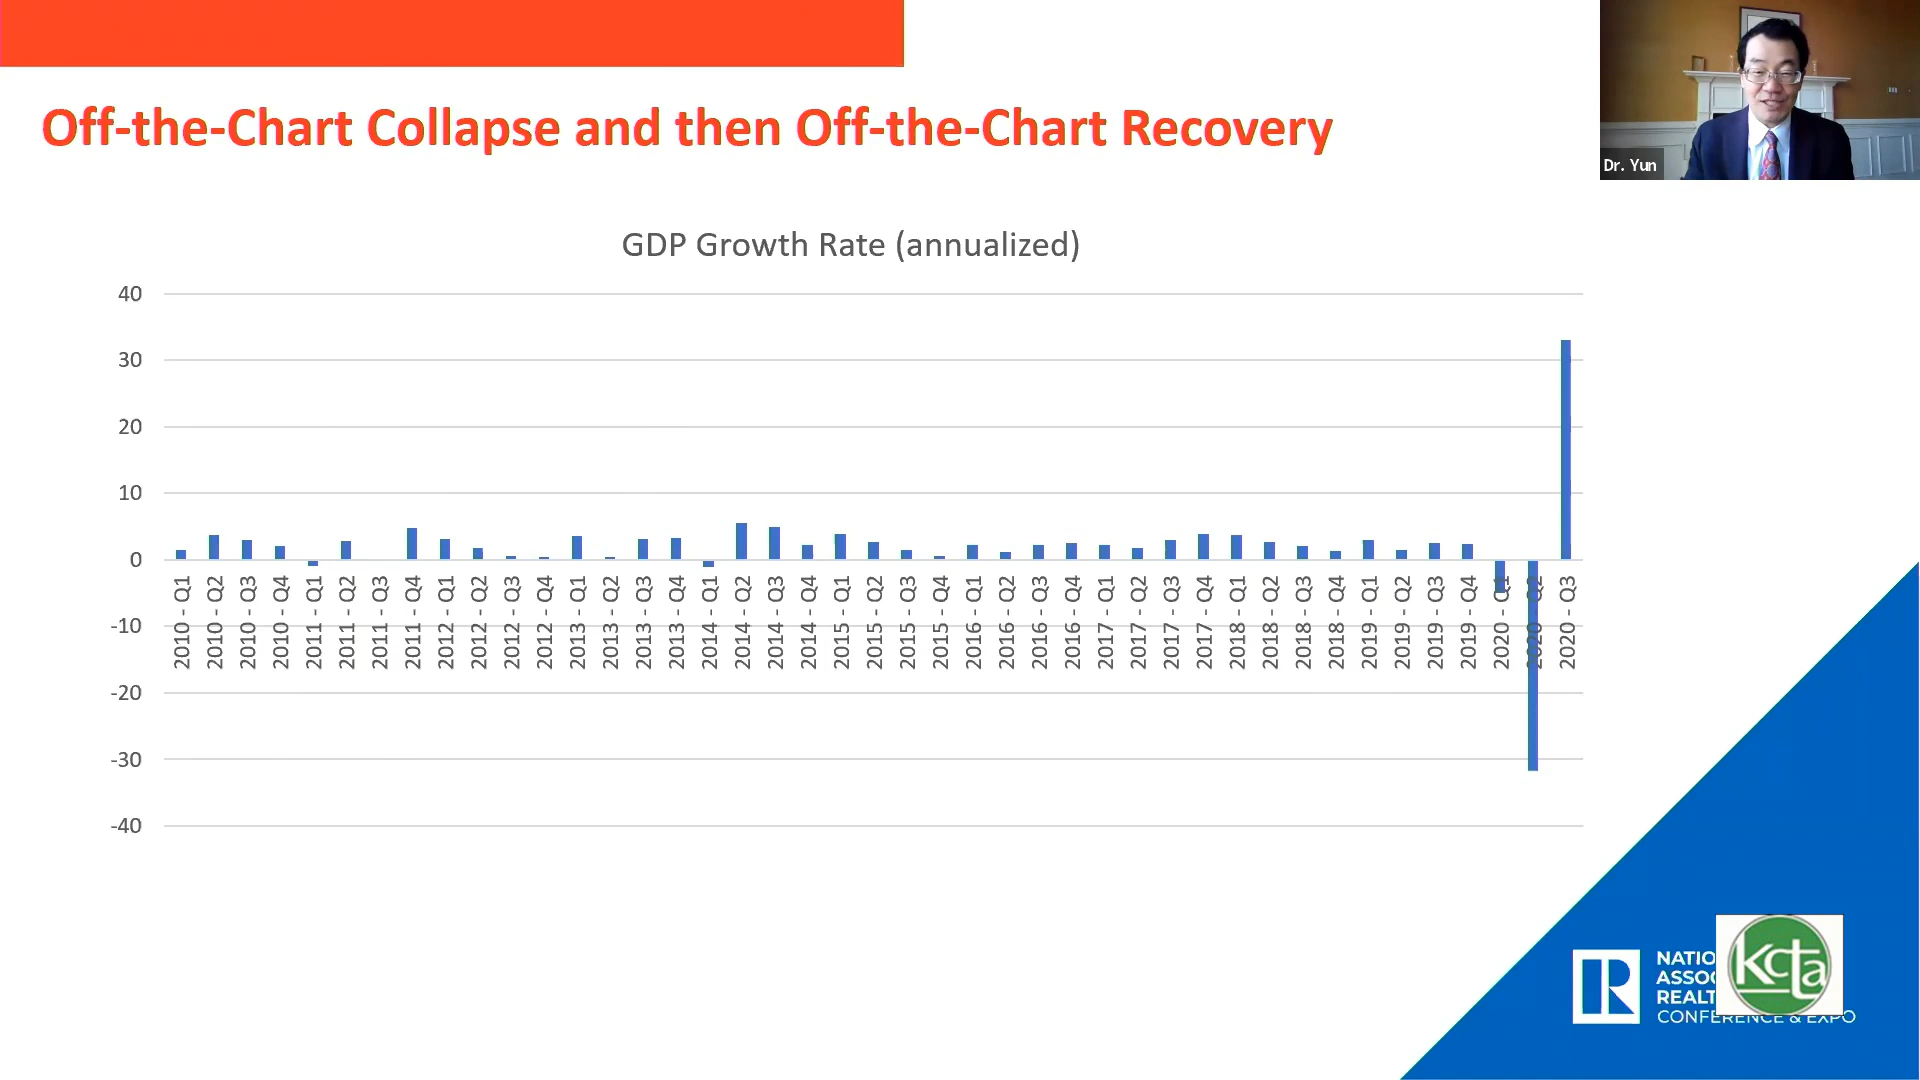 Off-the-Chart Collapse and then Off-the-Chart Recovery
Dr. Yun
GDP Growth Rate (annualized)
40
30
20
10
0
-10
-20
-30
-40
2010 - Q1
2010 - Q2
2010 - Q3
2010 - Q4
2011 - Q1
2011 - Q2
2011 - Q3
2011 - Q4
2012 - Q1
2012 - Q2
2012 - Q3
2012 - Q4
2013 - Q1
2013 - Q2
2013 - Q3
2013 - Q4
2014 - Q1
2014 - Q2
2014 - Q3
2014 - Q4
2015 - Q1
2015 - Q2
2015 - Q3
2015 - Q4
2016 - Q1
2016 - Q2
2016 - Q3
2016 - Q4
2017 - Q1
2017 - Q2
2017 - Q3
2017 - Q4
2018 - Q1
2018 - Q2
2018 - Q3
2018 - Q4
2019 - Q1
2019 - Q2
2019 - Q3
2019 - Q4
2020 - Q1
2020 - Q2
2020 - Q3
R
NATIO
ASSO
REALT
CONFERENCE & EXPO
kcta